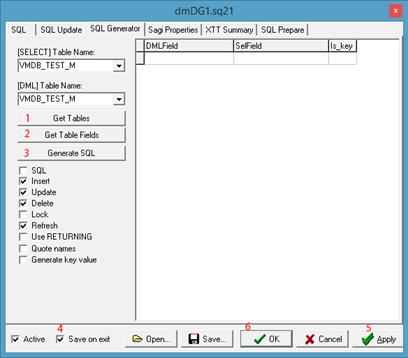 dmDG1.sq21
x
SQL SQL Update SQL Generator Sagi Properties XTT Summary SQL Prepare
[SELECT] Table Name:
VMDB_TEST_M
[DML] Table Name:
VMDB_TEST_M
1 Get Tables
2 Get Table Fields
3 Generate SQL
SQL
Insert
Update
Delete
Lock
Refresh
Use RETURNING
Quote names
Generate key value
DMLField SelField Is_key
4 6 5
Active Save on exit Open... Save... OK Cancel Apply